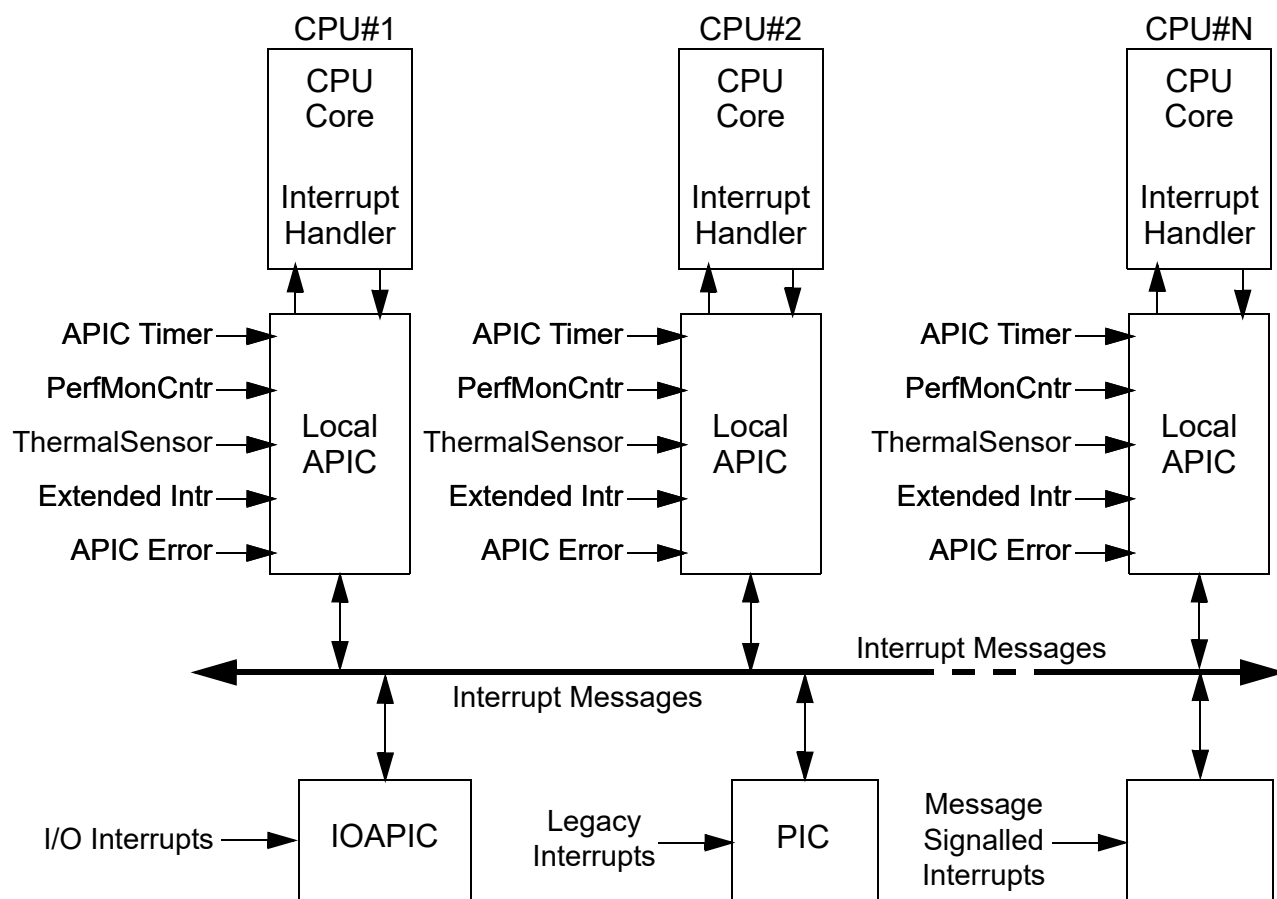 CPU#1
CPU#2
CPU#N
CPU
Core
Interrupt
Handler
CPU
Core
Interrupt
Handler
CPU
Core
Interrupt
Handler
APIC Timer
PerfMonCntr
ThermalSensor
Extended Intr
APIC Error
Local
APIC
APIC Timer
PerfMonCntr
ThermalSensor
Extended Intr
APIC Error
Local
APIC
APIC Timer
PerfMonCntr
ThermalSensor
Extended Intr
APIC Error
Local
APIC
Interrupt Messages
Interrupt Messages
I/O Interrupts
IOAPIC
Legacy
Interrupts
PIC
Message
Signalled
Interrupts